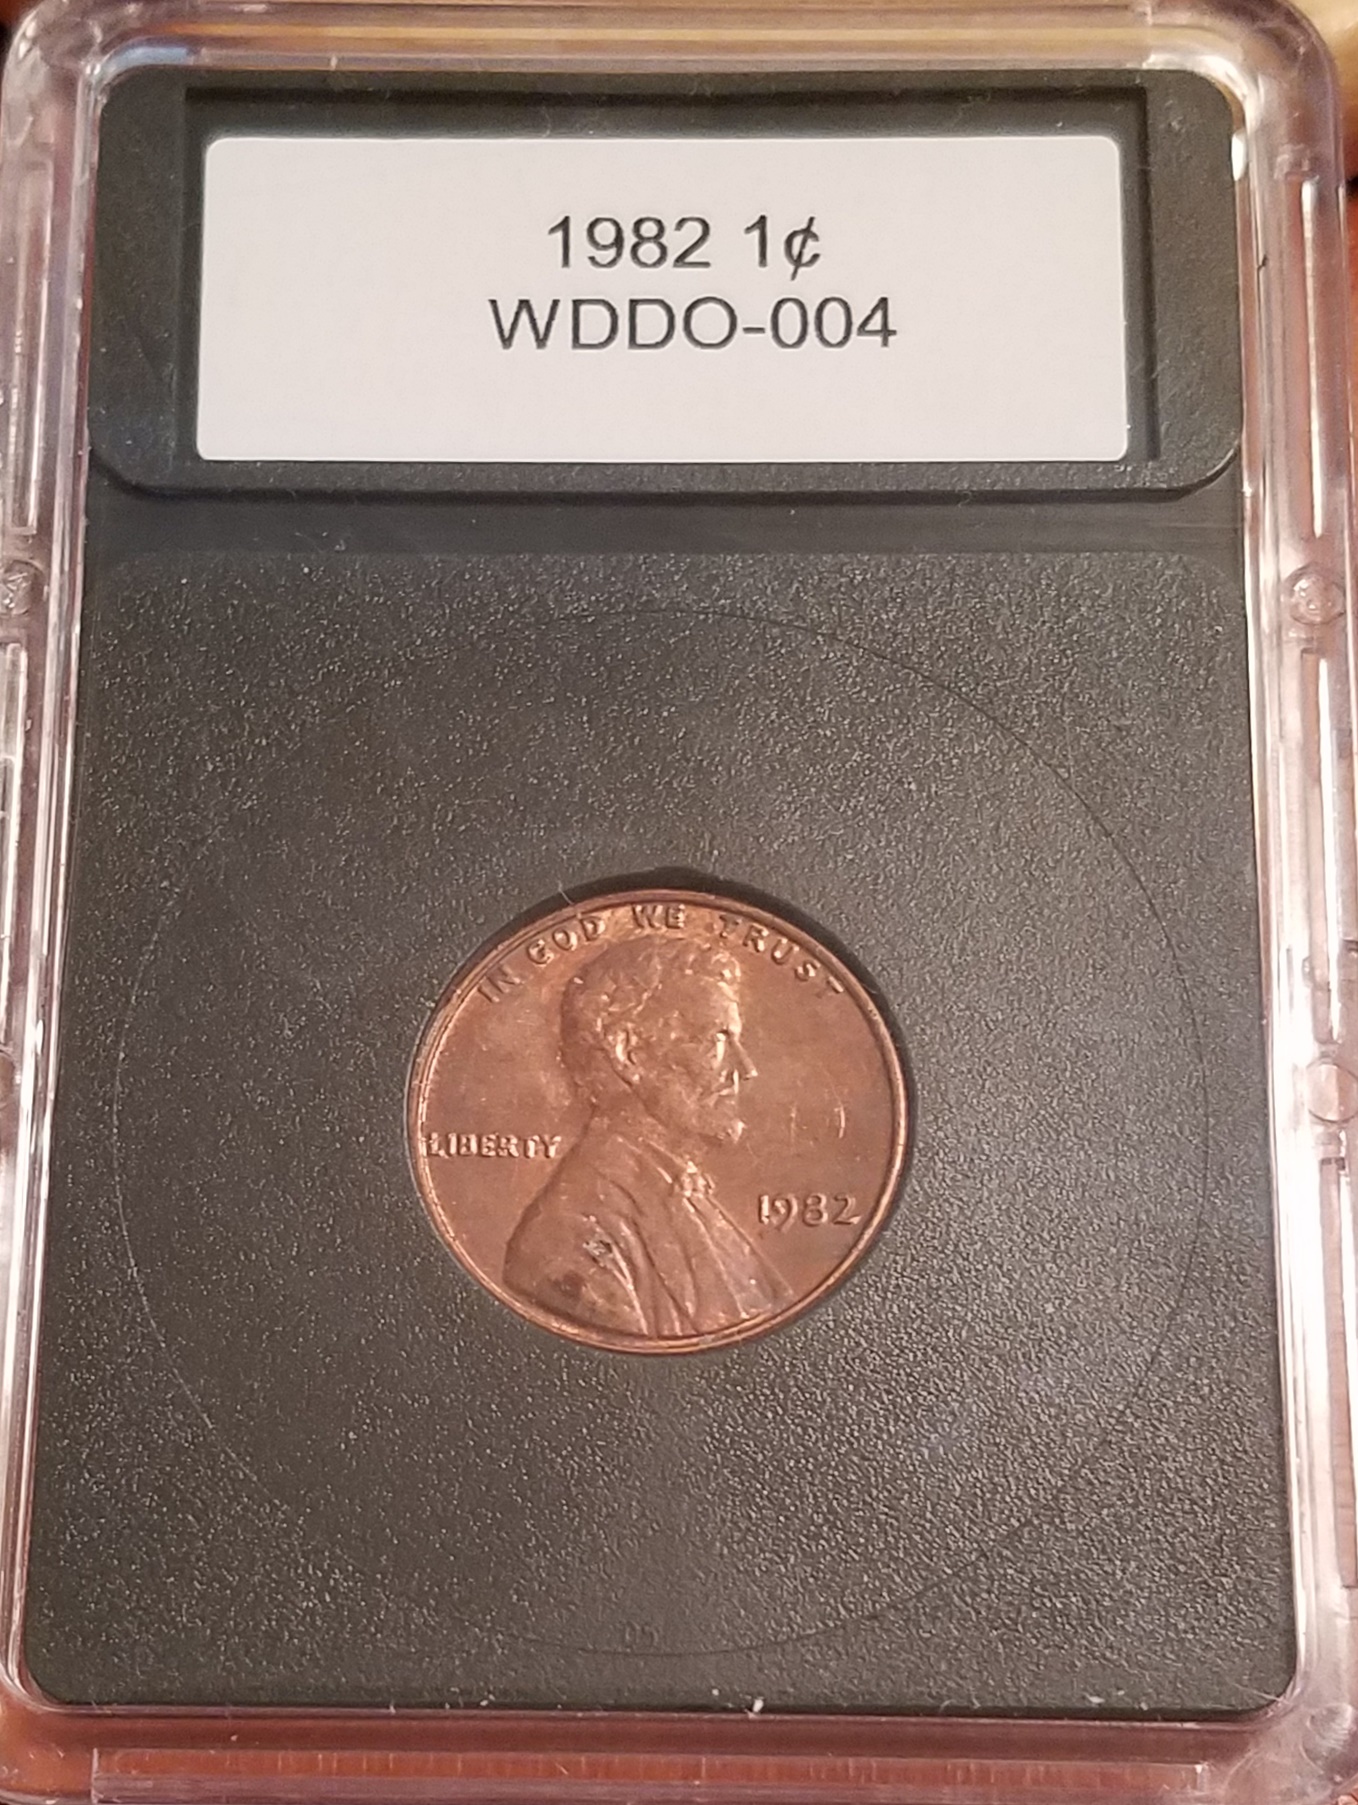 1982 1¢
WDDO-004
IN GOD WE TRUST
LIBERTY
1982